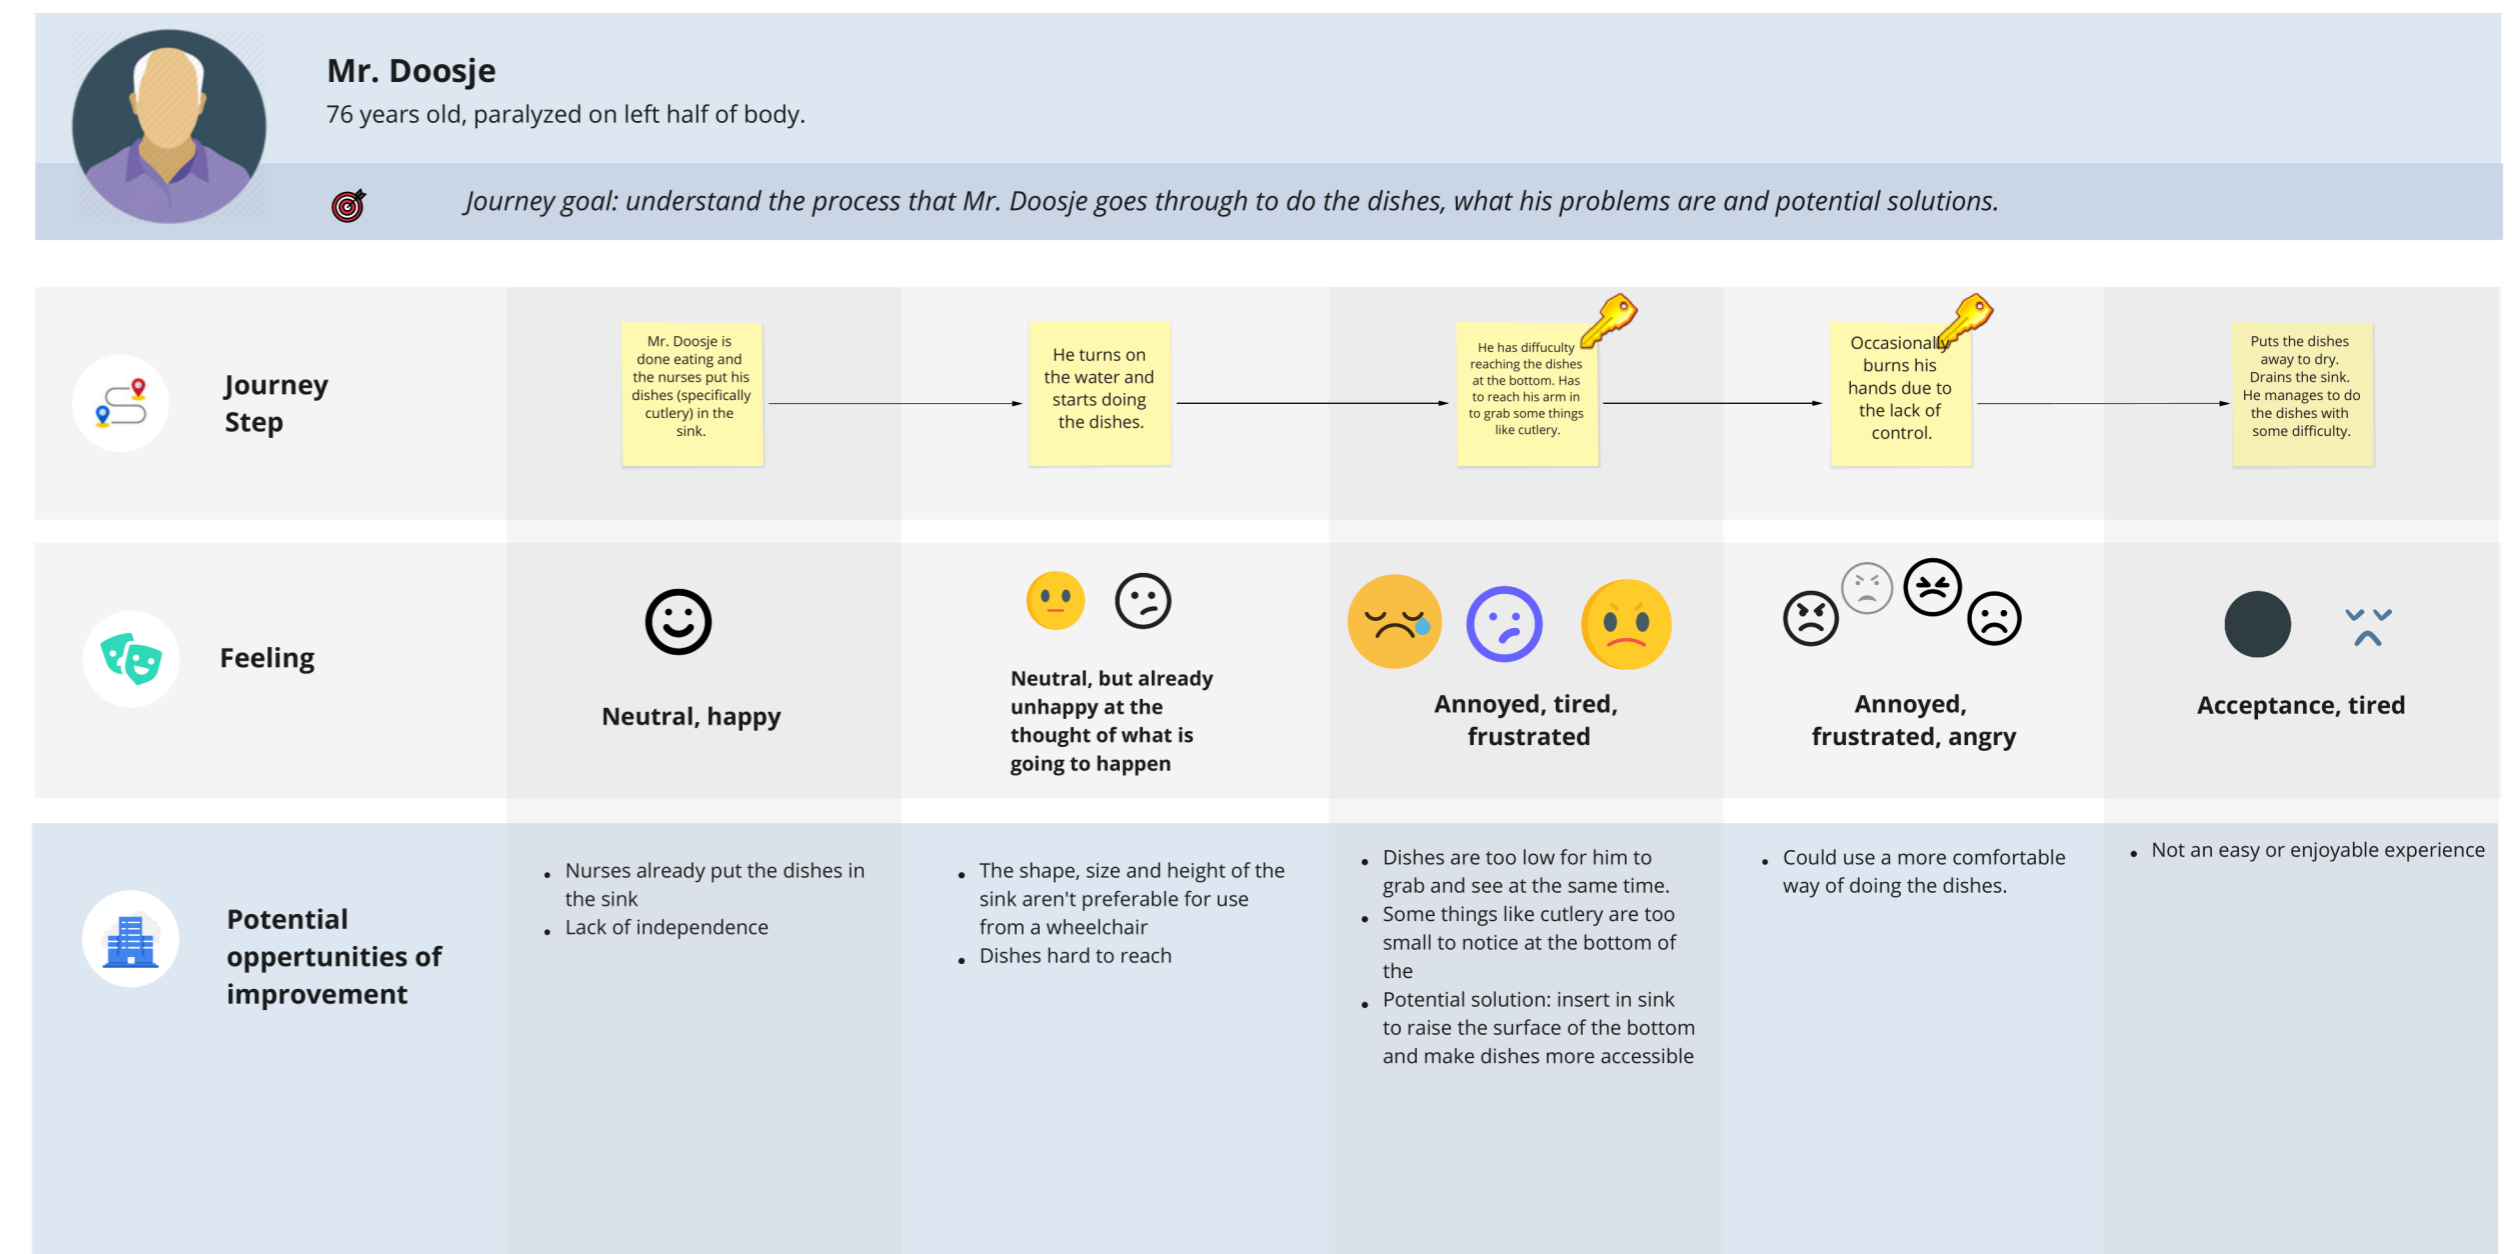 Mr. Doosje
76 years old, paralyzed on left half of body.
Journey goal: understand the process that Mr. Doosje goes through to do the dishes, what his problems are and potential solutions.
Journey
Step
Mr. Doosje is
done eating and
the nurses put his
dishes (specifically
cutlery) in the
sink.
He turns on
the water and
starts doing
the dishes.
He has diffuculty
reaching the dishes
at the bottom. Has
to reach his arm in
to grab some things
like cutlery.
Occasionally
burns his
hands due to
the lack of
control.
Puts the dishes
away to dry.
Drains the sink.
He manages to do
the dishes with
some difficulty.
Feeling
Neutral, happy
Neutral, but already
unhappy at the
thought of what is
going to happen
Annoyed, tired,
frustrated
Annoyed,
frustrated, angry
Acceptance, tired
Potential
oppertunities of
improvement
• Nurses already put the dishes in
the sink
• Lack of independence
• The shape, size and height of the
sink aren't preferable for use
from a wheelchair
• Dishes hard to reach
• Dishes are too low for him to
grab and see at the same time.
• Some things like cutlery are too
small to notice at the bottom of
the
• Potential solution: insert in sink
to raise the surface of the bottom
and make dishes more accessible
• Could use a more comfortable
way of doing the dishes.
• Not an easy or enjoyable experience